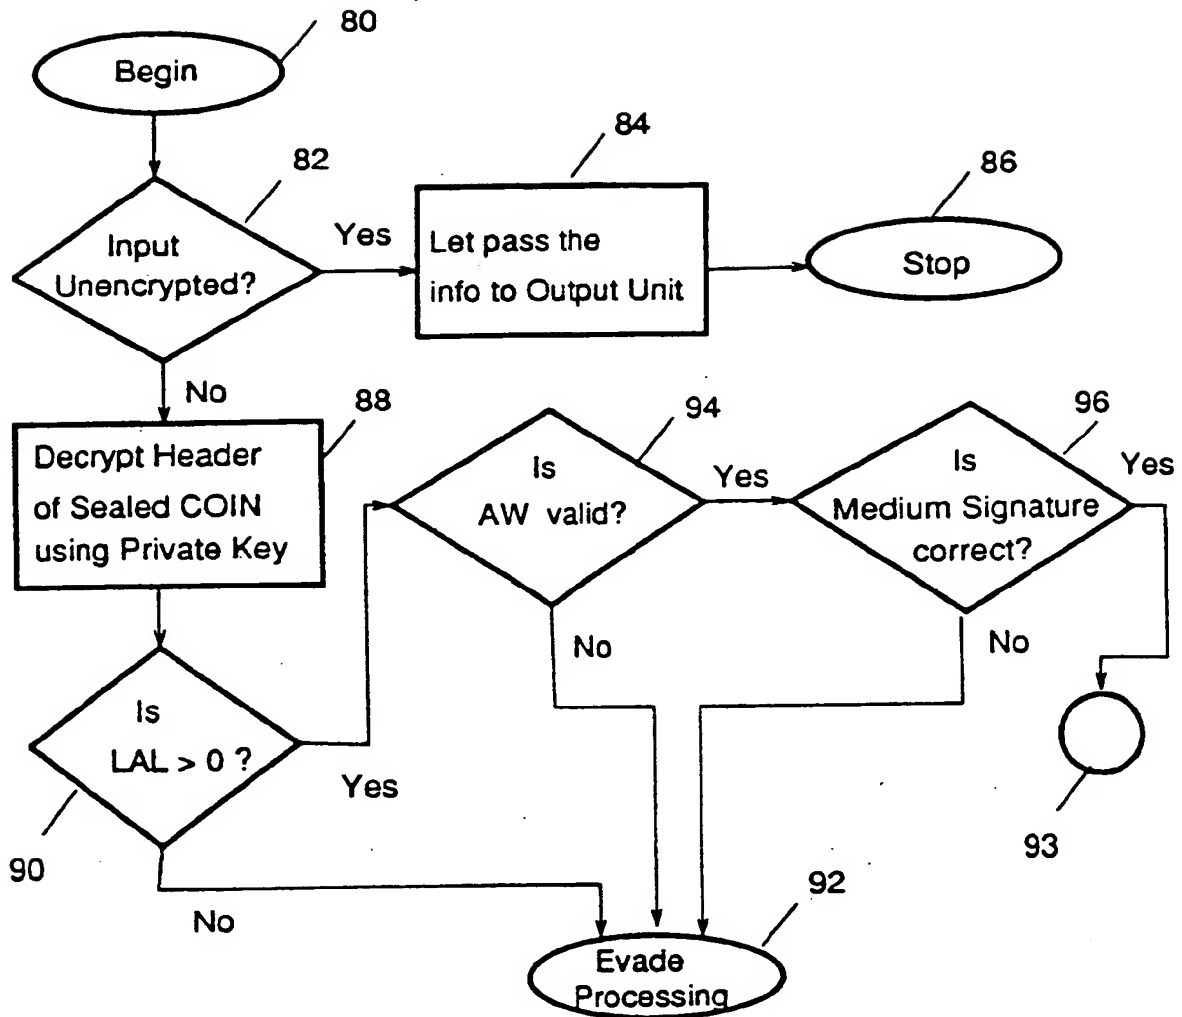 80
Begin
82
Input
Unencrypted?
Yes
84
Let pass the
info to Output Unit
86
Stop
No
88
Decrypt Header
of Sealed COIN
using Private Key
94
Is
AW valid?
Yes
96
Is
Medium Signature
correct?
Yes
No
No
93
Is
LAL > 0 ?
Yes
90
No
92
Evade
Processing